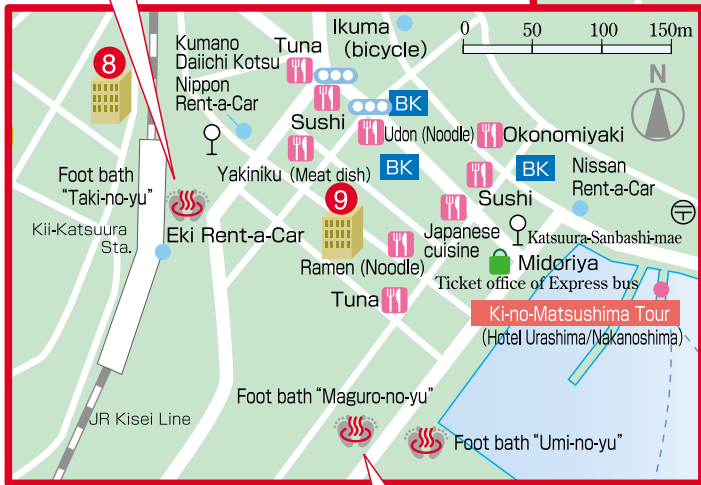 Ikuma
(bicycle)
0 50 100 150m
N
8
Kumano
Daiichi Kotsu
Nippon
Rent-a-Car
Tuna
Sushi
BK
Udon (Noodle)
Okonomiyaki
Yakiniku (Meat dish)
BK
BK
Nissan
Rent-a-Car
Foot bath
“Taki-no-yu”
Kii-Katsuura
Sta.
Eki Rent-a-Car
9
Sushi
Japanese
cuisine
Katsuura-Sanbashi-mae
Ramen (Noodle)
Midoriya
Ticket office of Express bus
Tuna
Ki-no-Matsushima Tour
(Hotel Urashima/Nakanoshima)
Foot bath “Maguro-no-yu”
JR Kisei Line
Foot bath “Umi-no-yu”